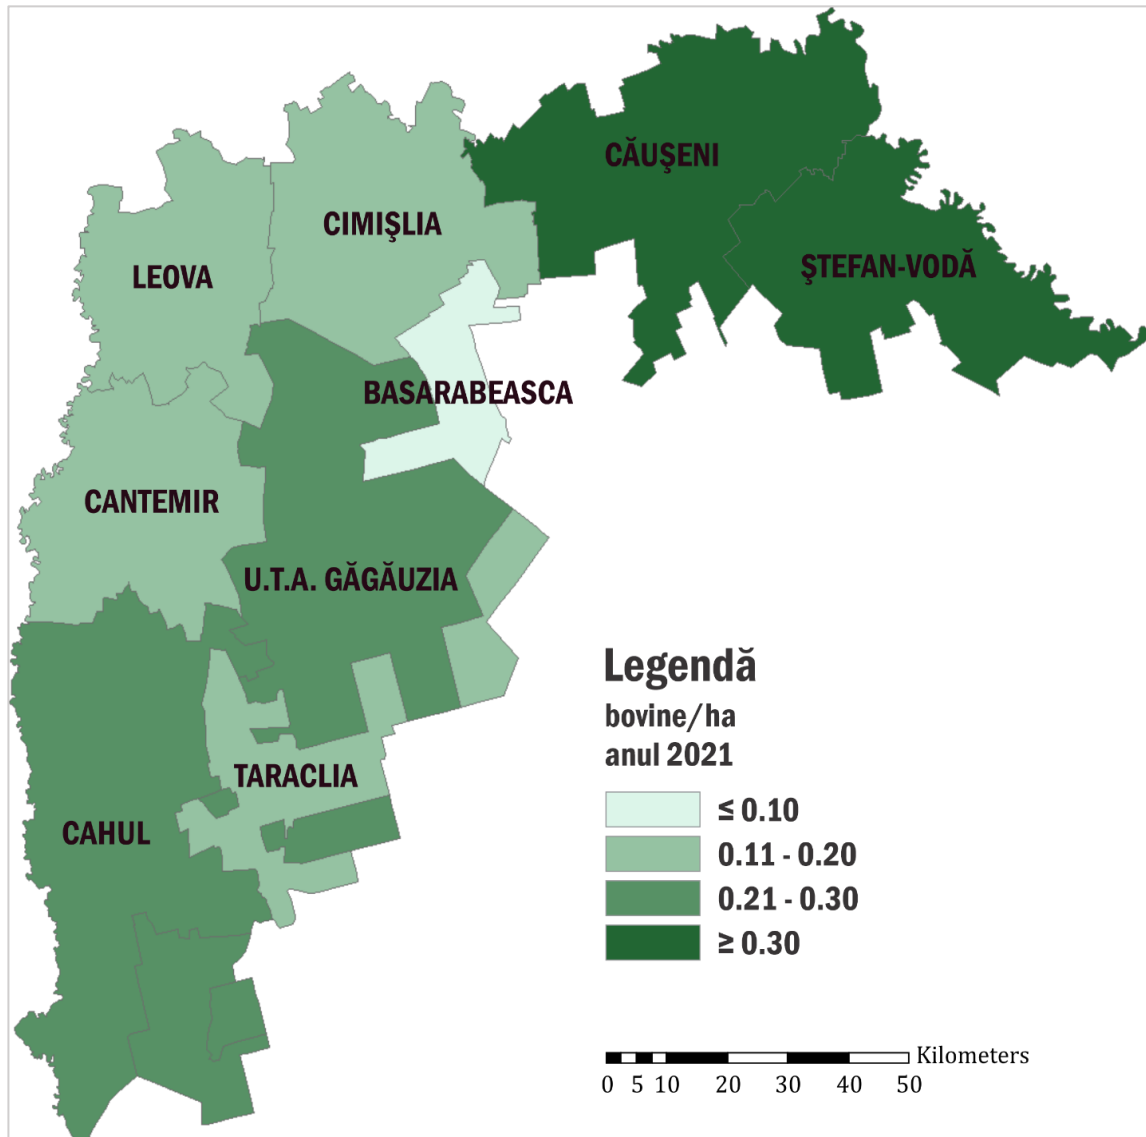 CĂUŞENI
CIMIŞLIA
ŞTEFAN-VODĂ
LEOVA
BASARABEASCA
CANTEMIR
U.T.A. GĂGĂUZIA
TARACLIA
CAHUL
Legendă
bovine/ha
anul 2021
≤ 0.10
0.11 - 0.20
0.21 - 0.30
≥ 0.30
Kilometers
0 5 10 20 30 40 50